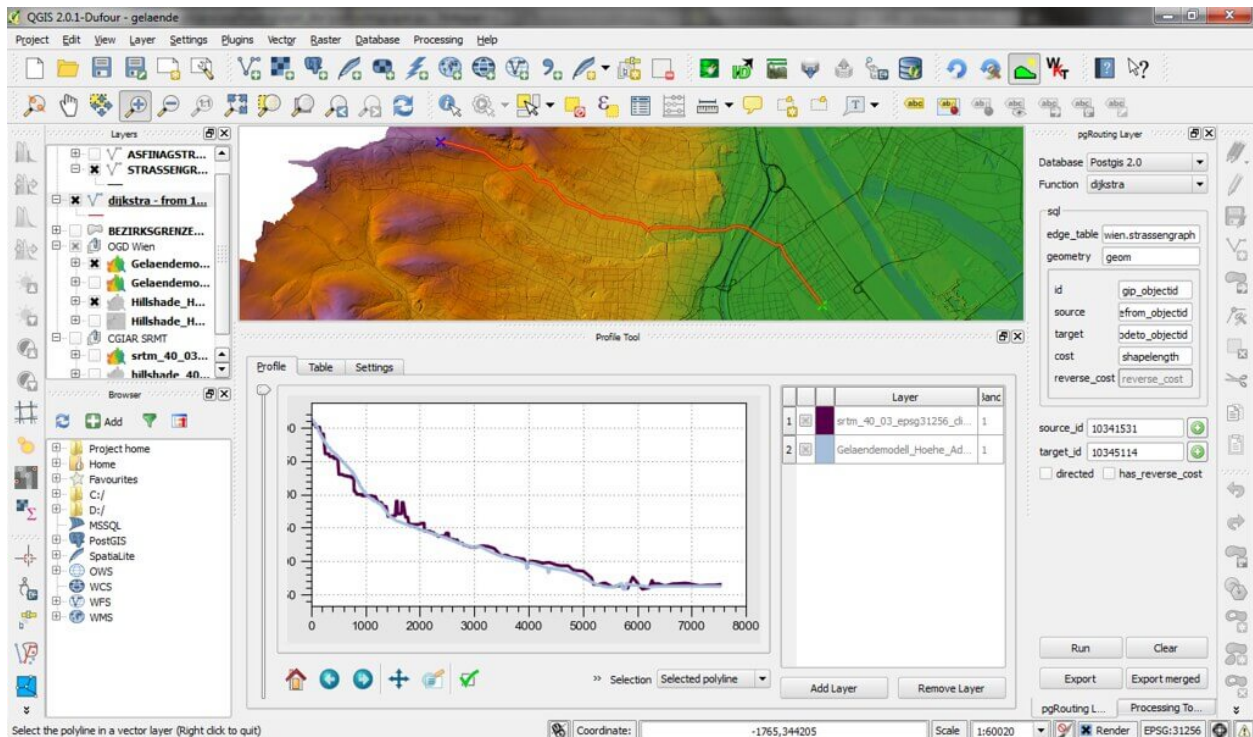 QGIS 2.0.1-Dufour - gelaende
Project Edit View Layer Settings Plugins Vector Raster Database Processing Help
Layers
ASFINAGSTR...
STRASSENGR...
dijkstra - from 1...
BEZIRKSGRENZE...
OGD Wien
Gelaendemo...
Gelaendemo...
Hillshade_H...
Hillshade_H...
CGIAR SRMT
srtm_40_03...
hillshade_40...
Browser
Add
Project home
Home
Favourites
C:/
D:/
MSSQL
PostGIS
SpatiaLite
OWS
WCS
WFS
WMS
Profile Tool
Profile Table Settings
0 1000 2000 3000 4000 5000 6000 7000 8000
Layer
1 srtm_40_03_epsg31256_cli... 1
2 Gelaendemodell_Hoehe_Ad... 1
Selection Selected polyline
Add Layer Remove Layer
pgRouting Layer
Database Postgis 2.0
Function dijkstra
sql
edge_table wien.strassengraph
geometry geom
id gip_objectid
source efrom_objectid
target odeto_objectid
cost shapelength
reverse_cost reverse_cost
source_id 10341531
target_id 10345114
directed has_reverse_cost
Run Clear
Export Export merged
pgRouting L... Processing To...
Select the polyline in a vector layer (Right click to quit)
Coordinate: -1765,344205
Scale 1:60020
Render EPSG:31256